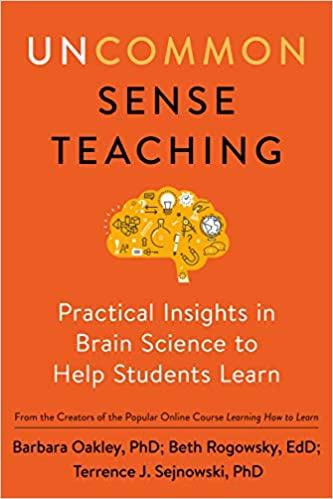 UNCOMMON
SENSE
TEACHING
Practical Insights in
Brain Science to
Help Students Learn
From the Creators of the Popular Online Course Learning How to Learn
Barbara Oakley, PhD; Beth Rogowsky, EdD;
Terrence J. Sejnowski, PhD